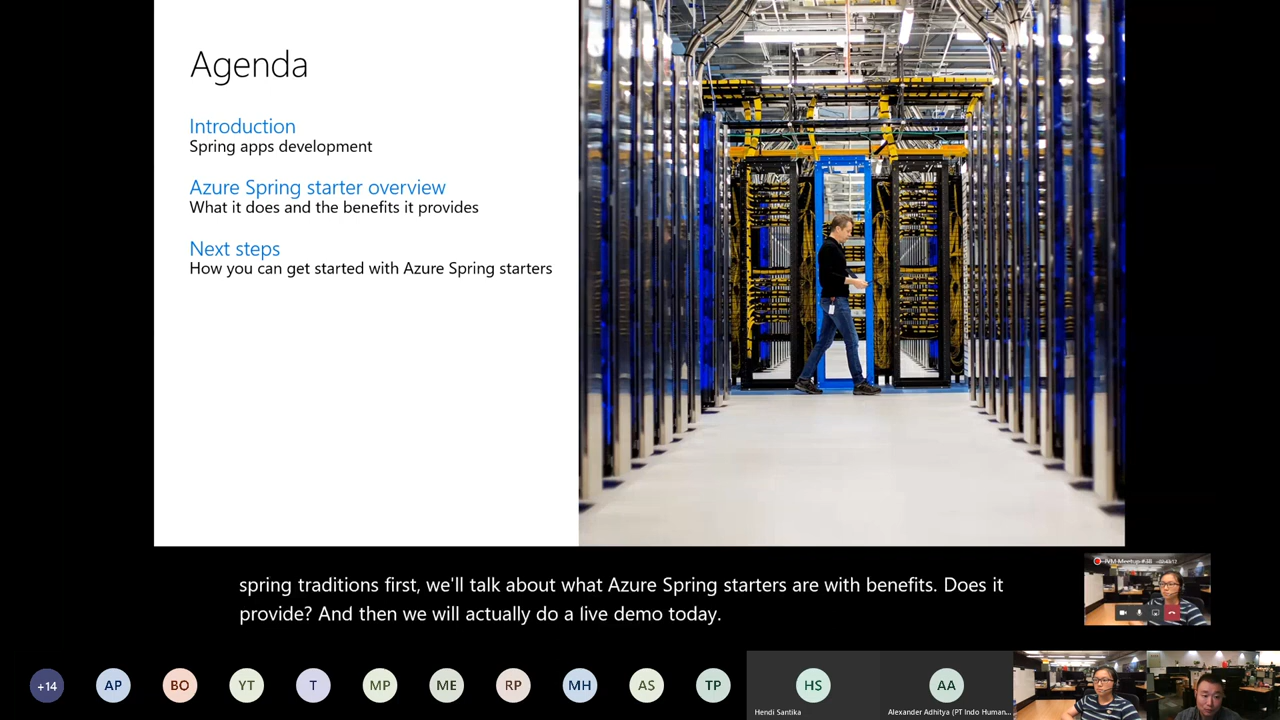 Agenda
Introduction
Spring apps development
Azure Spring starter overview
What it does and the benefits it provides
Next steps
How you can get started with Azure Spring starters
spring traditions first, we'll talk about what Azure Spring starters are with benefits. Does it
provide? And then we will actually do a live demo today.
JVM Meetup #38
+14
AP
BO
YT
T
MP
ME
RP
MH
AS
TP
HS
AA
Hendi Santika
Alexander Adhitya (PT Indo Human...